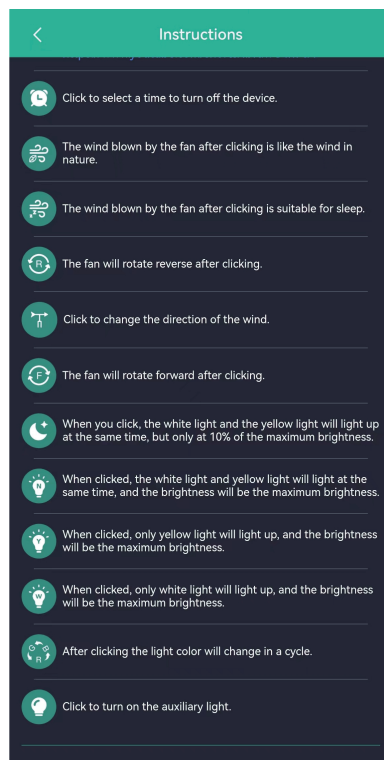 Instructions
Click to select a time to turn off the device.
The wind blown by the fan after clicking is like the wind in
nature.
The wind blown by the fan after clicking is suitable for sleep.
R
The fan will rotate reverse after clicking.
Click to change the direction of the wind.
F
The fan will rotate forward after clicking.
When you click, the white light and the yellow light will light up
at the same time, but only at 10% of the maximum brightness.
N
When clicked, the white light and yellow light will light at the
same time, and the brightness will be the maximum brightness.
Y
When clicked, only yellow light will light up, and the brightness
will be the maximum brightness.
W
When clicked, only white light will light up, and the brightness
will be the maximum brightness.
G B
R
After clicking the light color will change in a cycle.
Click to turn on the auxiliary light.